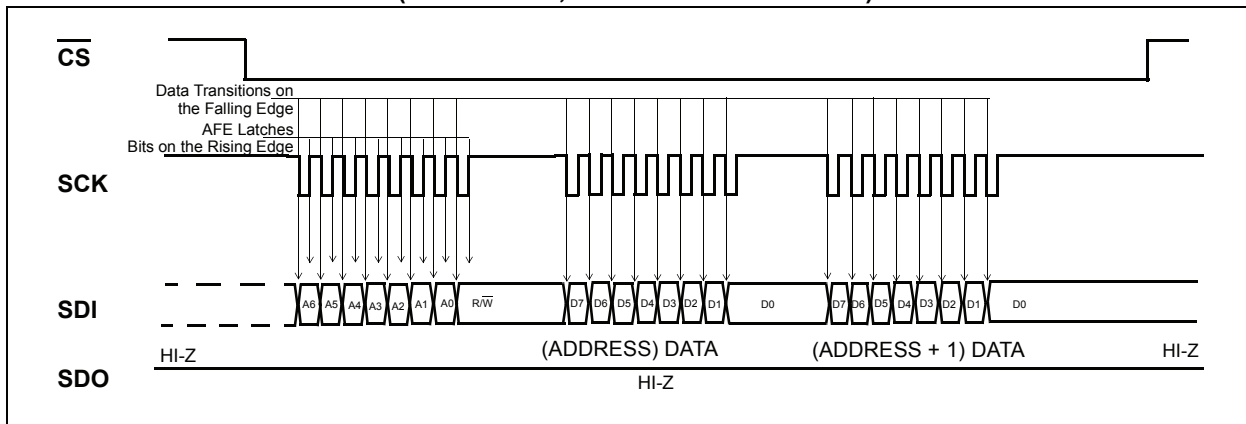 CS
Data Transitions on
the Falling Edge
AFE Latches
Bits on the Rising Edge
SCK
SDI
A6 A5 A4 A3 A2 A1 A0 R/W D7 D6 D5 D4 D3 D2 D1 D0 D7 D6 D5 D4 D3 D2 D1 D0
HI-Z (ADDRESS) DATA (ADDRESS + 1) DATA HI-Z
SDO
HI-Z